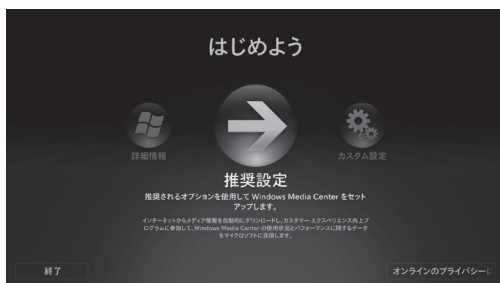 はじめよう
詳細情報
カスタム設定
推奨設定
推奨されるオプションを使用して Windows Media Center をセット
アップします。
インターネットからメディア情報を自動的にダウンロードし、カスタマー エクスペリエンス向上プ
ログラムに参加して、Windows Media Center の使用状況とパフォーマンスに関するデータ
をマイクロソフトに送信します。
終了
オンラインのプライバシーに